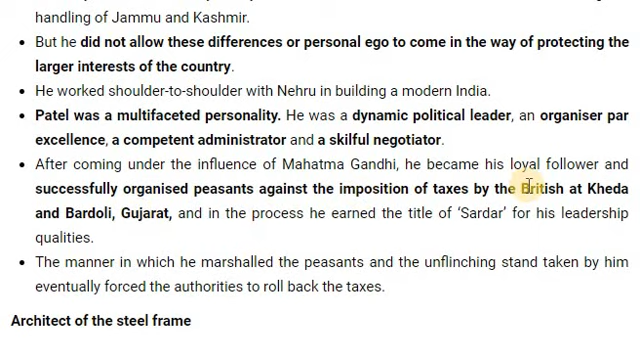 handling of Jammu and Kashmir.
• But he did not allow these differences or personal ego to come in the way of protecting the
larger interests of the country.
• He worked shoulder-to-shoulder with Nehru in building a modern India.
• Patel was a multifaceted personality. He was a dynamic political leader, an organiser par
excellence, a competent administrator and a skilful negotiator.
• After coming under the influence of Mahatma Gandhi, he became his loyal follower and
successfully organised peasants against the imposition of taxes by the British at Kheda
and Bardoli, Gujarat, and in the process he earned the title of ‘Sardar’ for his leadership
qualities.
• The manner in which he marshalled the peasants and the unflinching stand taken by him
eventually forced the authorities to roll back the taxes.
Architect of the steel frame